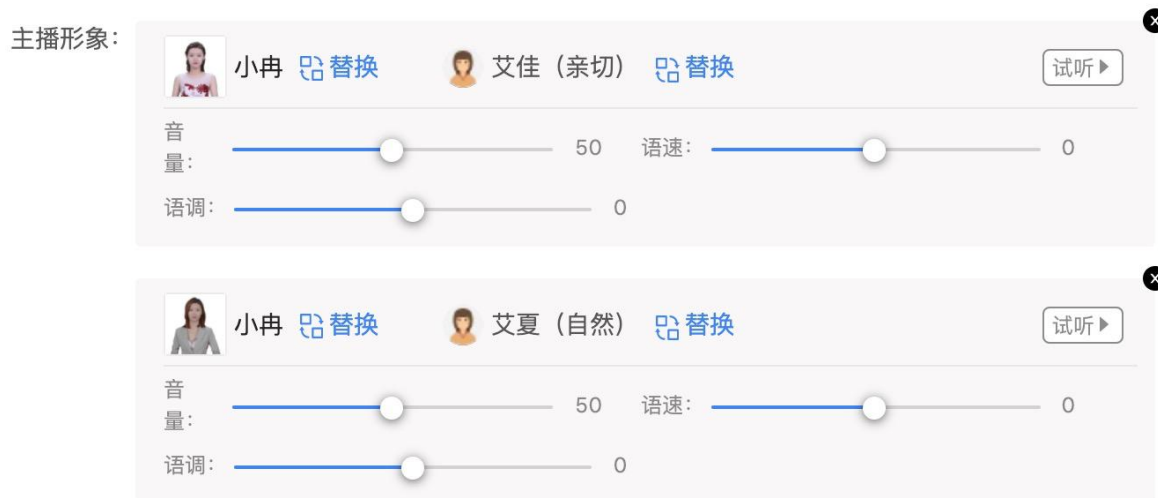 主播形象：
小冉 替换 艾佳（亲切） 替换 试听
音量： 50 语速： 0
语调： 0
小冉 替换 艾夏（自然） 替换 试听
音量： 50 语速： 0
语调： 0